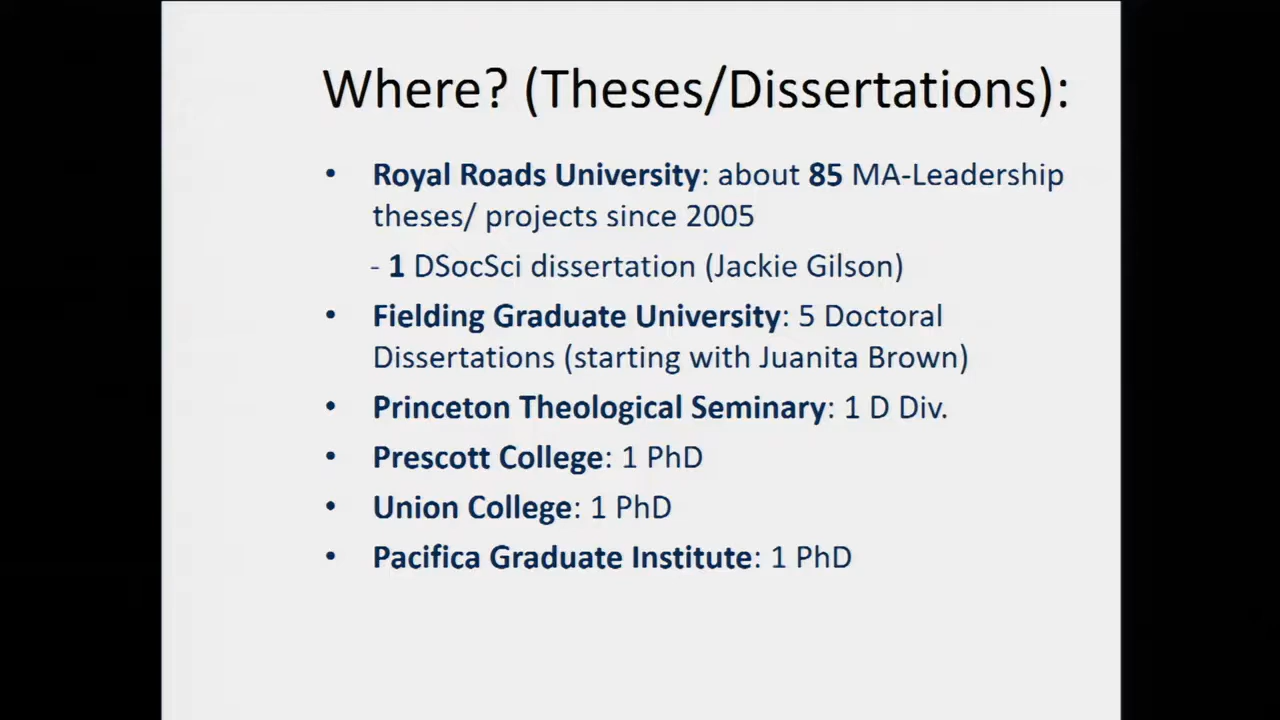 Where? (Theses/Dissertations):
• Royal Roads University: about 85 MA-Leadership
theses/ projects since 2005
- 1 DSocSci dissertation (Jackie Gilson)
• Fielding Graduate University: 5 Doctoral
Dissertations (starting with Juanita Brown)
• Princeton Theological Seminary: 1 D Div.
• Prescott College: 1 PhD
• Union College: 1 PhD
• Pacifica Graduate Institute: 1 PhD